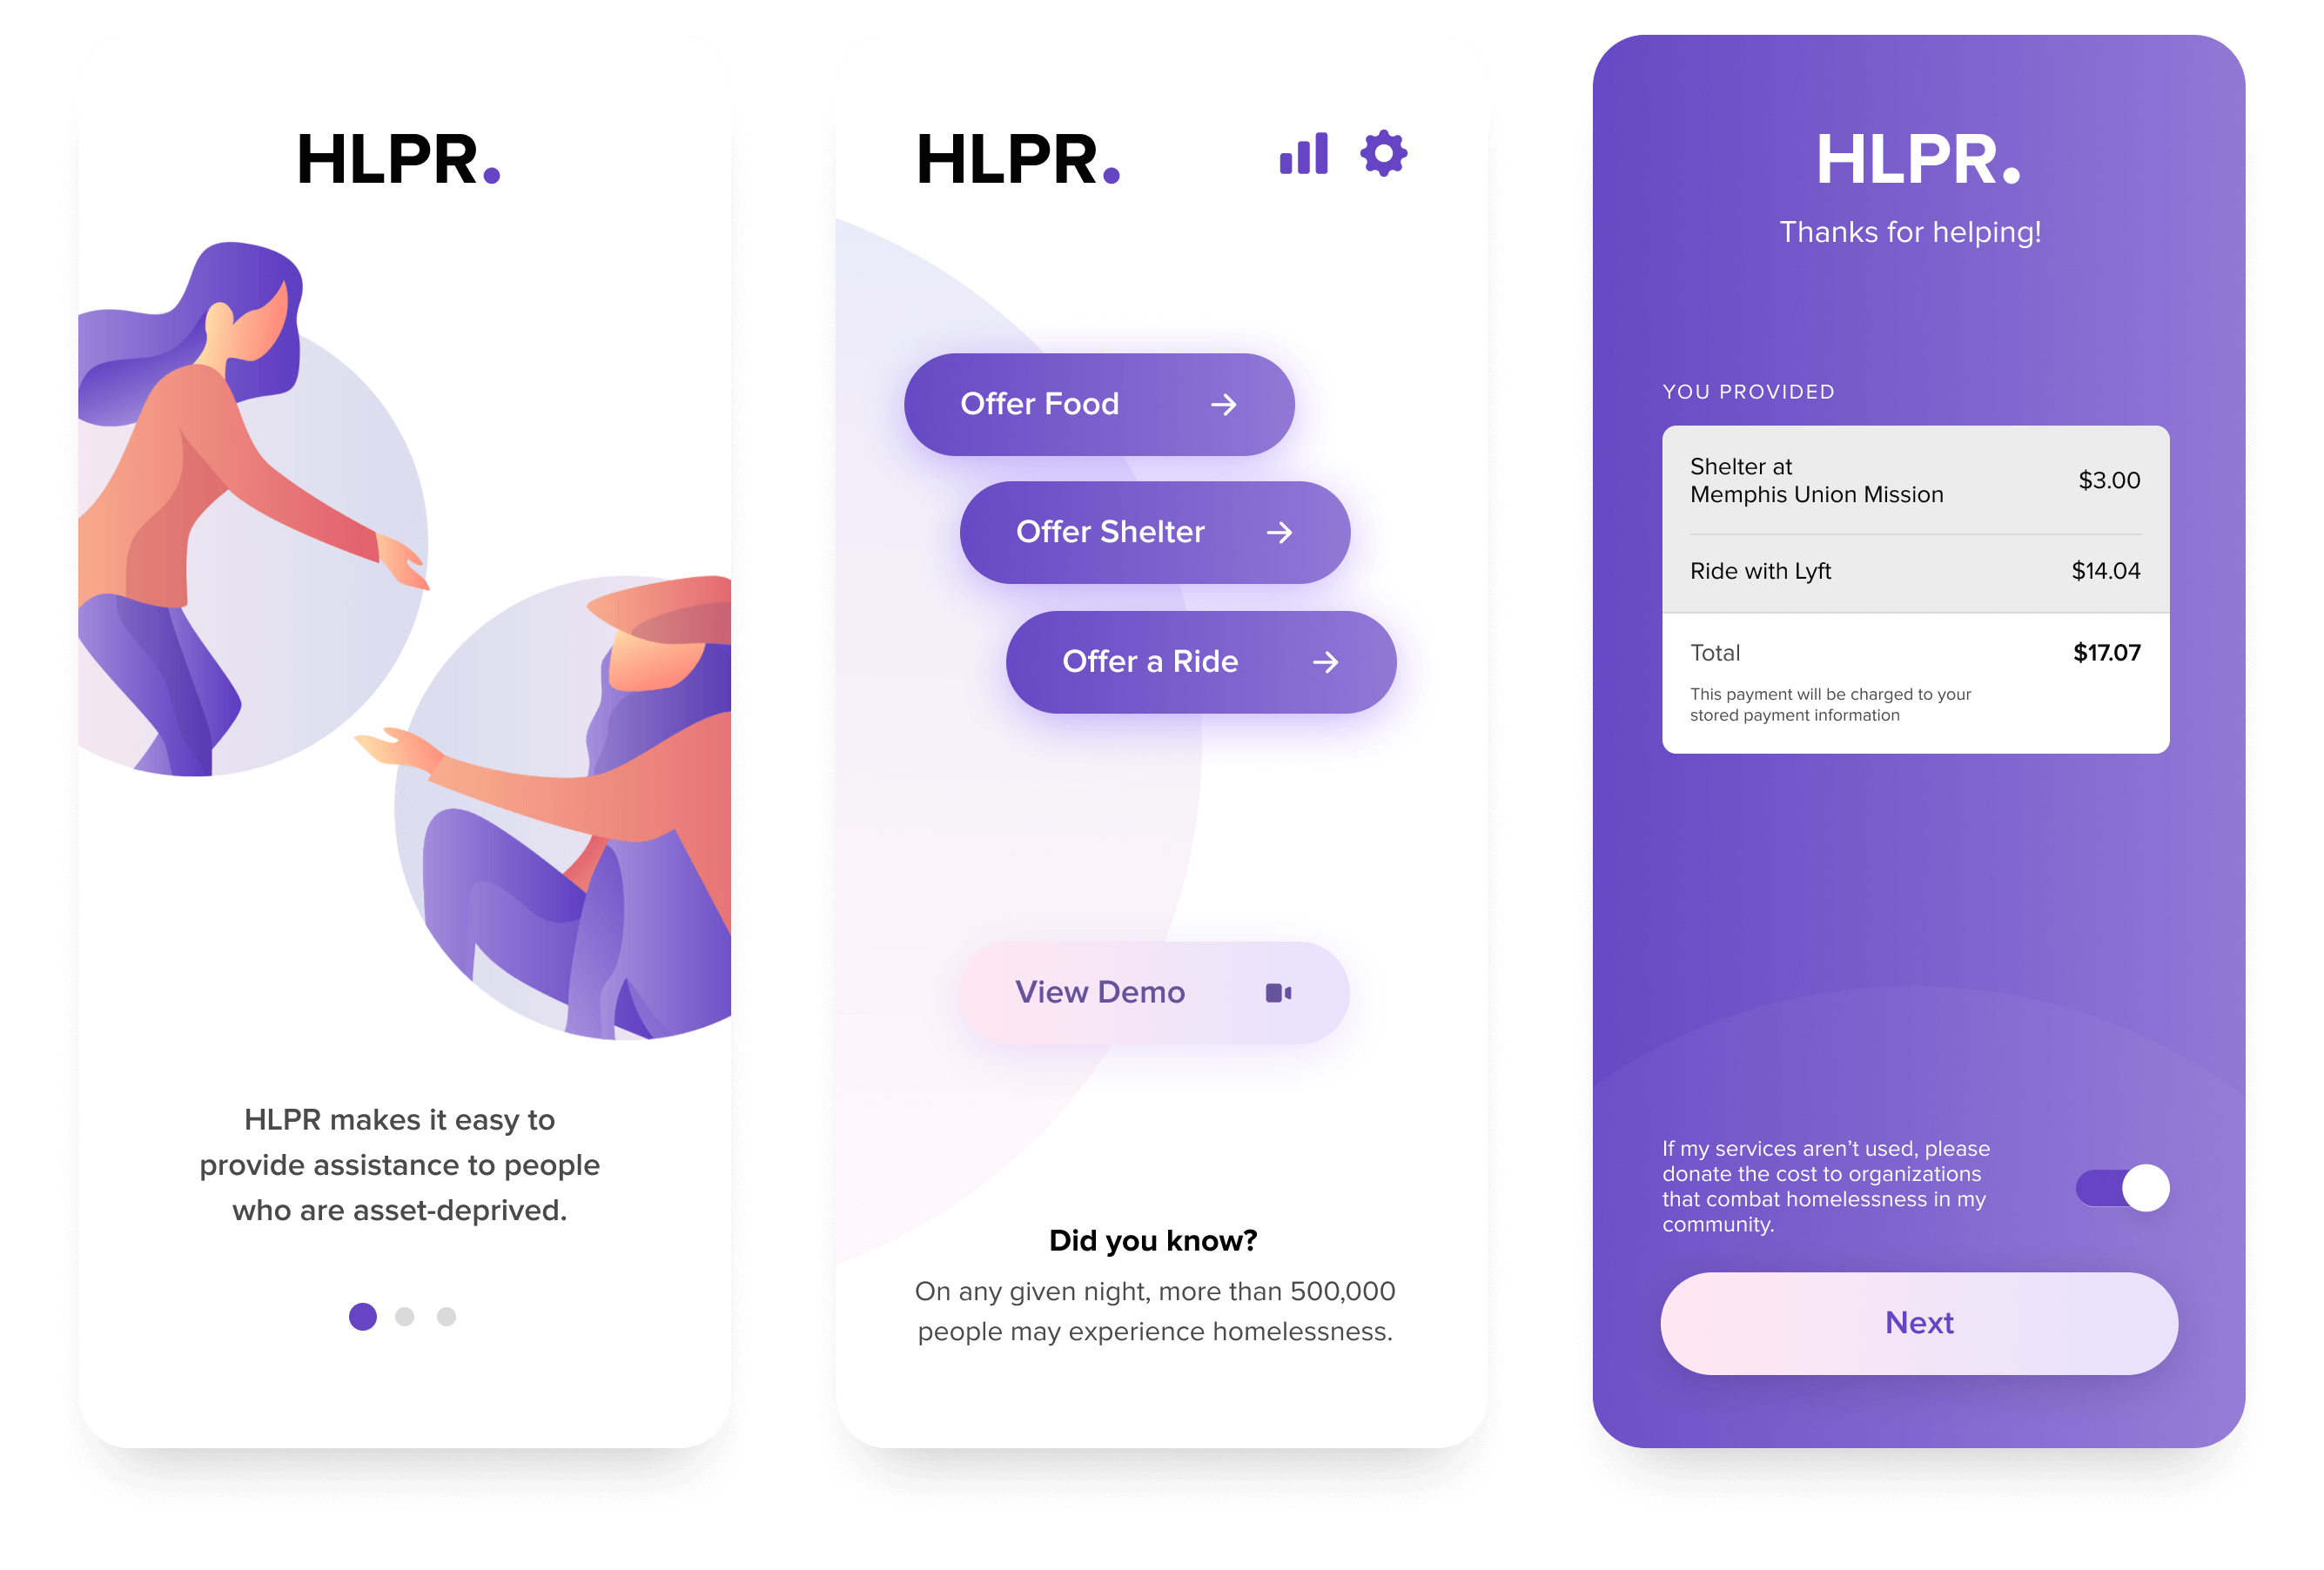 HLPR.
HLPR makes it easy to
provide assistance to people
who are asset-deprived.
HLPR.
Offer Food
Offer Shelter
Offer a Ride
View Demo
Did you know?
On any given night, more than 500,000
people may experience homelessness.
HLPR.
Thanks for helping!
YOU PROVIDED
Shelter at
Memphis Union Mission
$3.00
Ride with Lyft
$14.04
Total
$17.07
This payment will be charged to your
stored payment information
If my services aren’t used, please
donate the cost to organizations
that combat homelessness in my
community.
Next